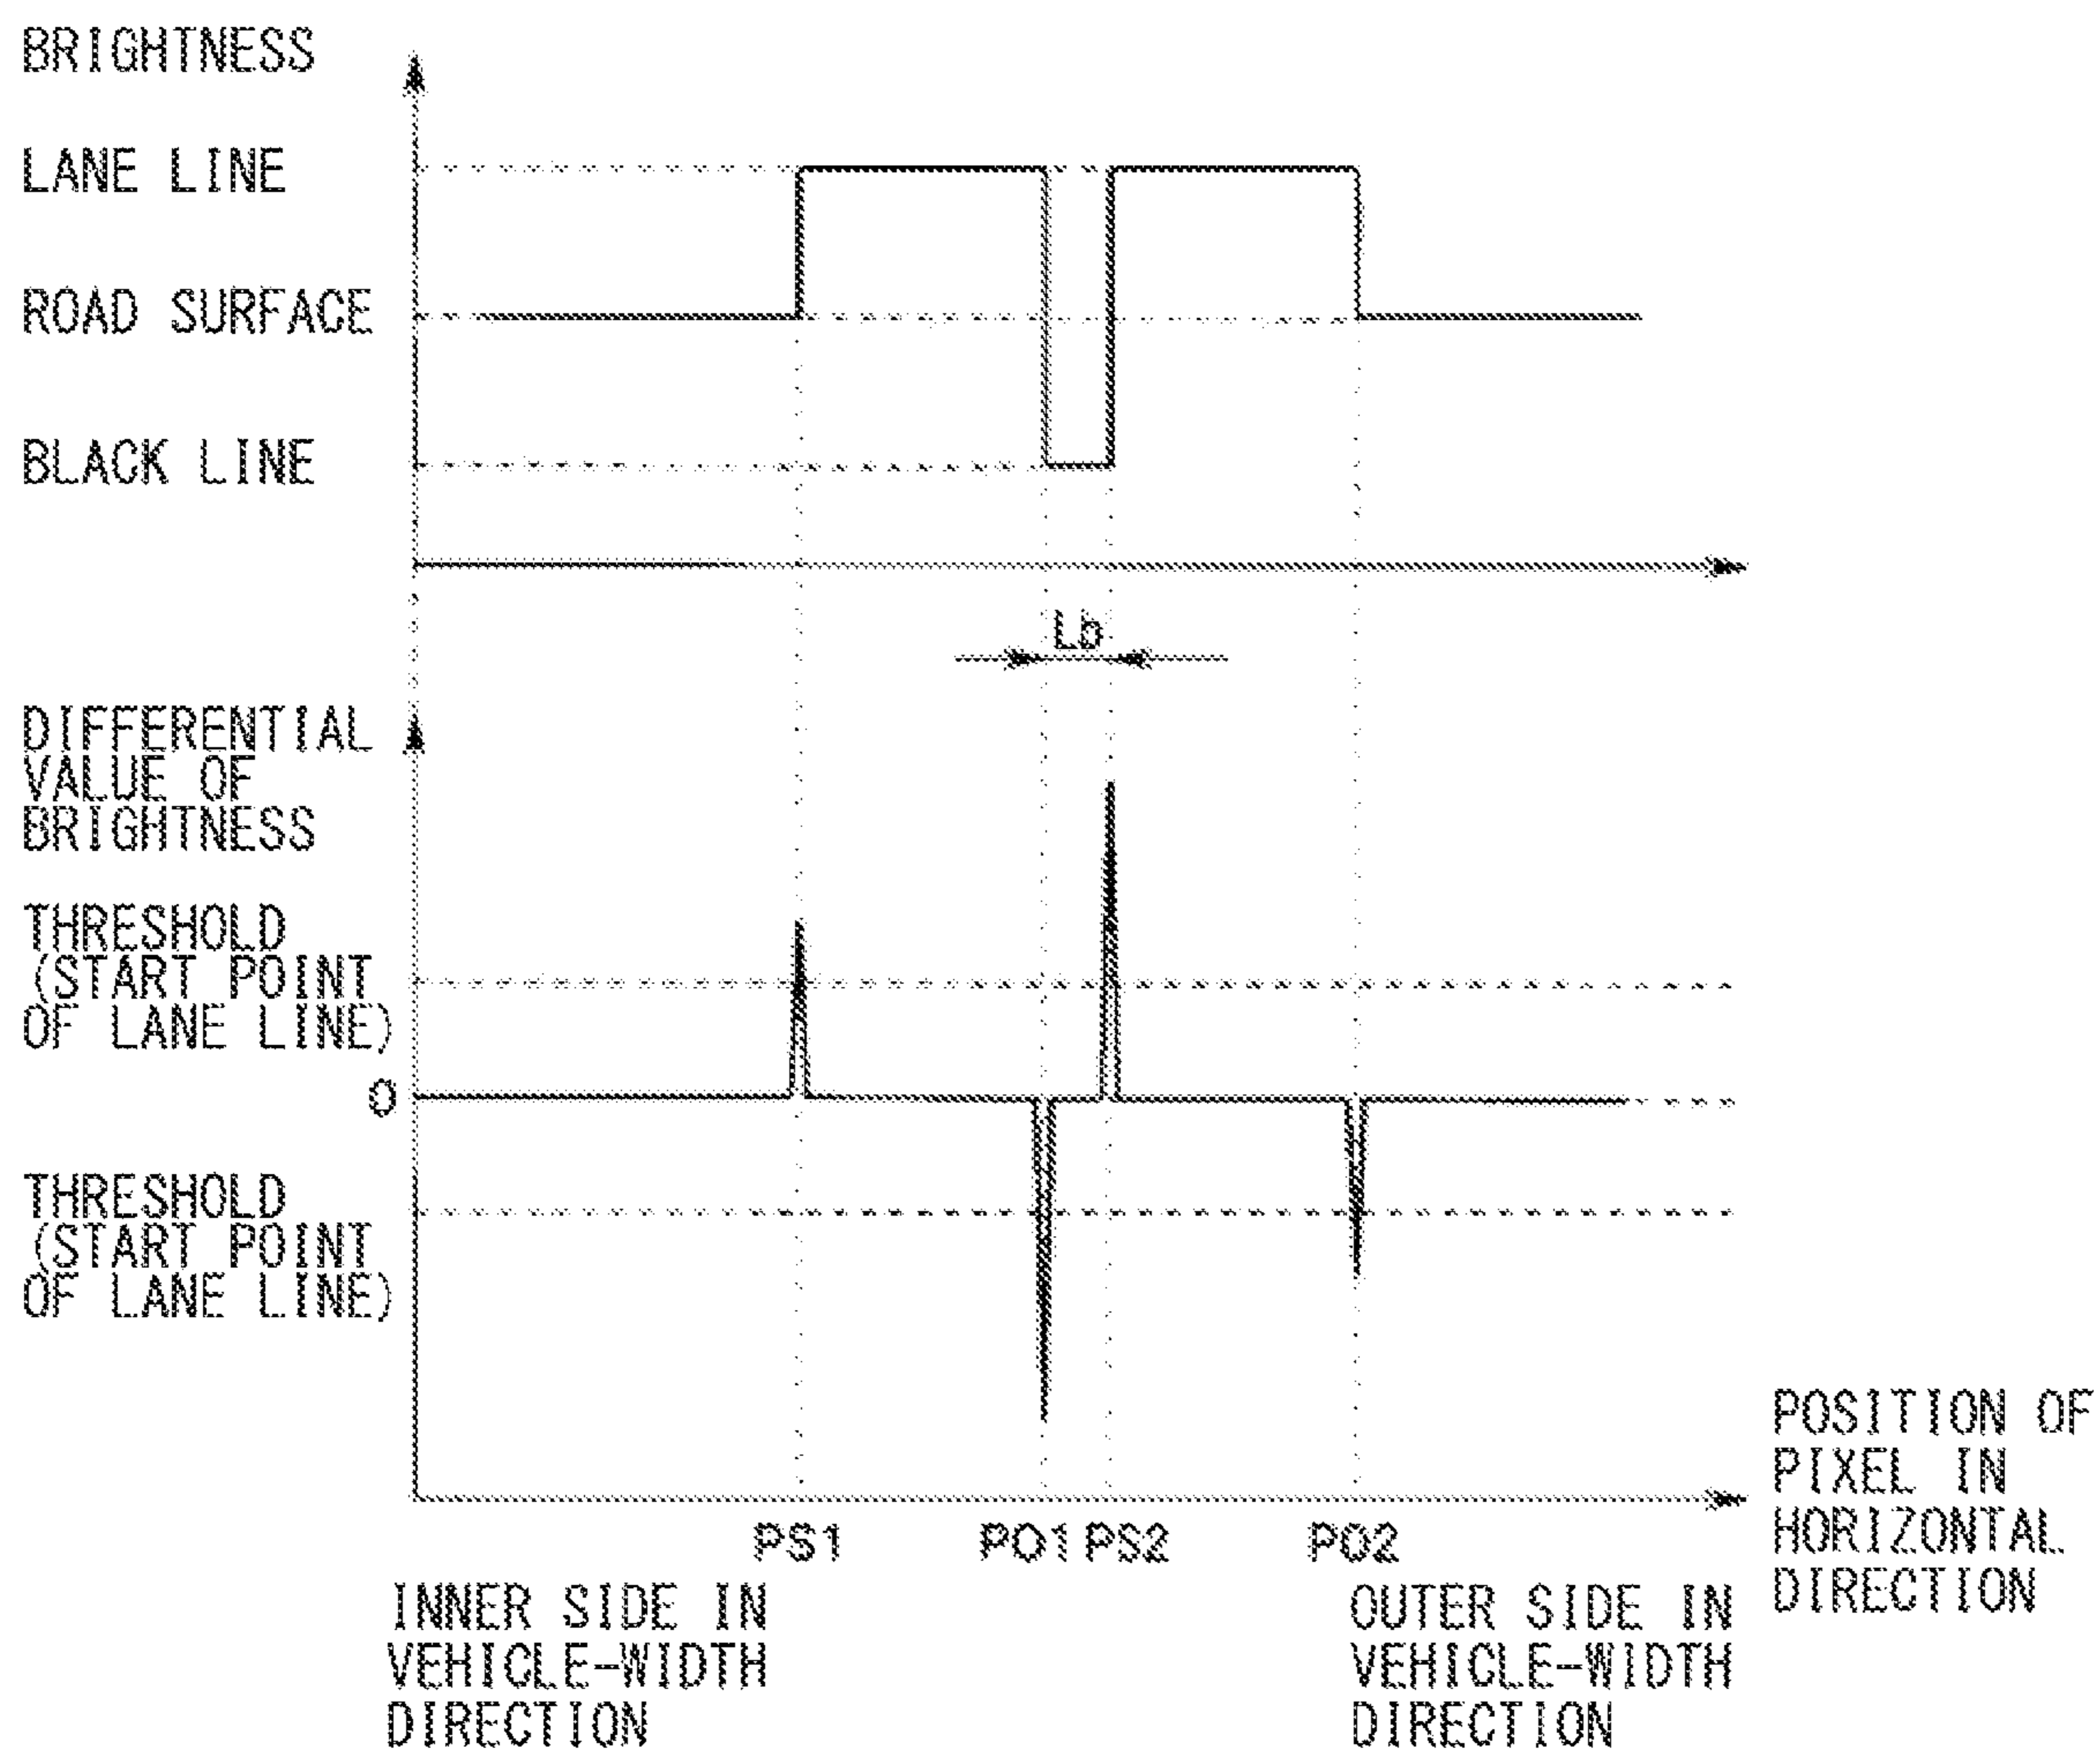 BRIGHTNESS
LANE LINE
ROAD SURFACE
BLACK LINE
Lb
DIFFERENTIAL
VALUE OF
BRIGHTNESS
THRESHOLD
(START POINT
OF LANE LINE)
0
THRESHOLD
(START POINT
OF LANE LINE)
PS1
PO1
PS2
PO2
POSITION OF
PIXEL IN
HORIZONTAL
DIRECTION
INNER SIDE IN
VEHICLE-WIDTH
DIRECTION
OUTER SIDE IN
VEHICLE-WIDTH
DIRECTION